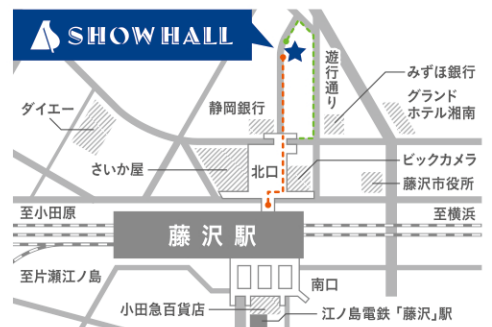 SHOWHALL
遊行通り
みずほ銀行
グランド
ホテル湘南
ダイエー
静岡銀行
さいか屋
北口
ビックカメラ
藤沢市役所
至小田原
至横浜
藤沢駅
至片瀬江ノ島
南口
小田急百貨店
江ノ島電鉄「藤沢」駅